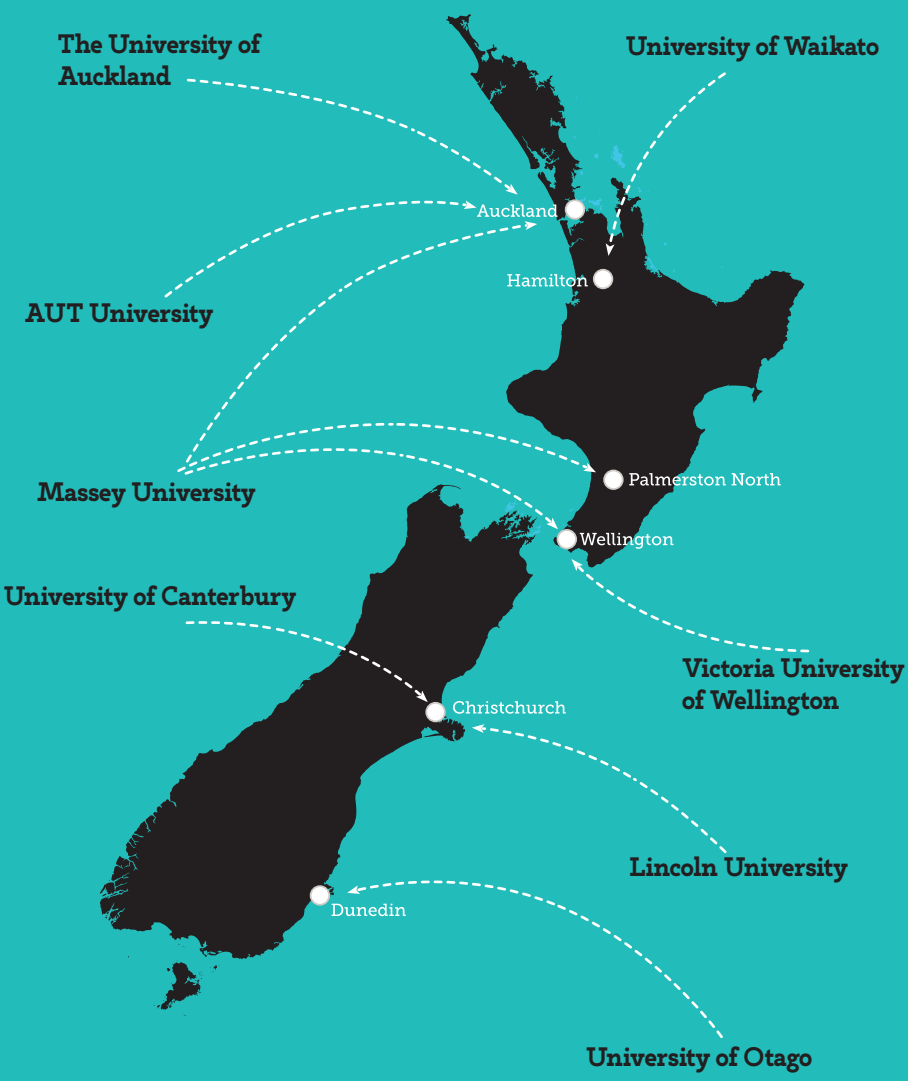 The University of
Auckland
University of Waikato
Auckland
Hamilton
AUT University
Massey University
Palmerston North
Wellington
University of Canterbury
Victoria University
of Wellington
Christchurch
Lincoln University
Dunedin
University of Otago